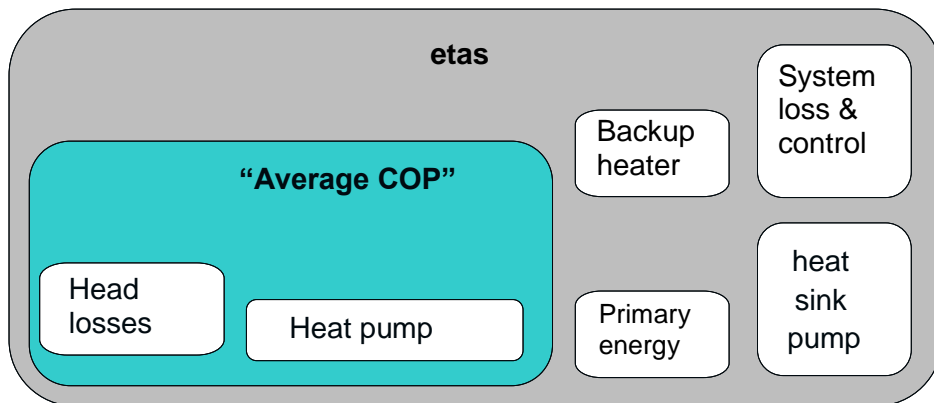 etas
System
loss &
control
Backup
heater
“Average COP”
Head
losses
Heat pump
Primary
energy
heat
sink
pump